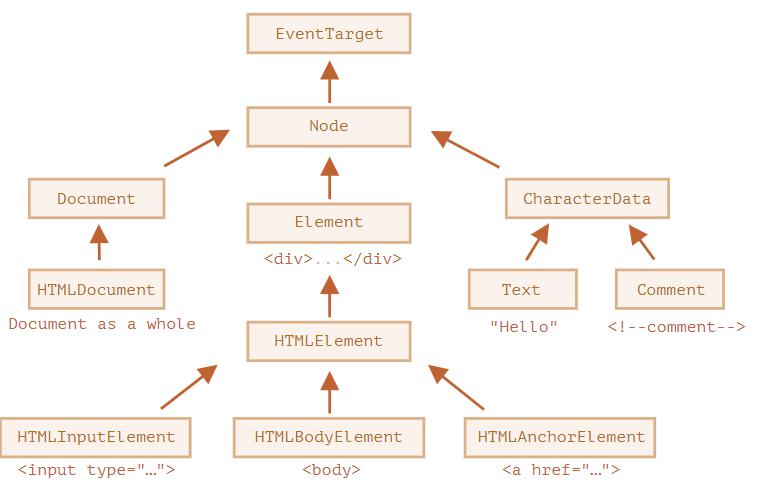 EventTarget
Node
Document
Element
CharacterData
<div>...</div>
HTMLDocument
Text
Comment
Document as a whole
"Hello"
<!--comment-->
HTMLElement
HTMLInputElement
HTMLBodyElement
HTMLAnchorElement
<input type="…">
<body>
<a href="…">